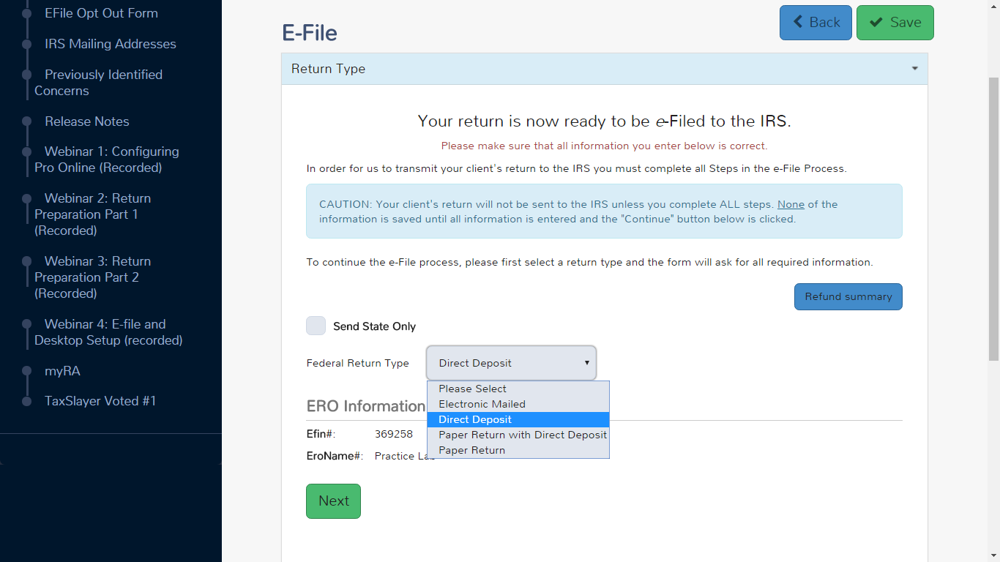 EFile Opt Out Form
IRS Mailing Addresses
Previously Identified
Concerns
Release Notes
Webinar 1: Configuring
Pro Online (Recorded)
Webinar 2: Return
Preparation Part 1
(Recorded)
Webinar 3: Return
Preparation Part 2
(Recorded)
Webinar 4: E-file and
Desktop Setup (recorded)
myRA
TaxSlayer Voted #1
E-File
Back
Save
Return Type
Your return is now ready to be e-Filed to the IRS.
Please make sure that all information you enter below is correct.
In order for us to transmit your client's return to the IRS you must complete all Steps in the e-File Process.
CAUTION: Your client's return will not be sent to the IRS unless you complete ALL steps. None of the
information is saved until all information is entered and the "Continue" button below is clicked.
To continue the e-File process, please first select a return type and the form will ask for all required information.
Refund summary
Send State Only
Federal Return Type
Direct Deposit
Please Select
Electronic Mailed
Direct Deposit
Paper Return with Direct Deposit
Paper Return
ERO Information
Efin#: 369258
EroName#: Practice Lab
Next